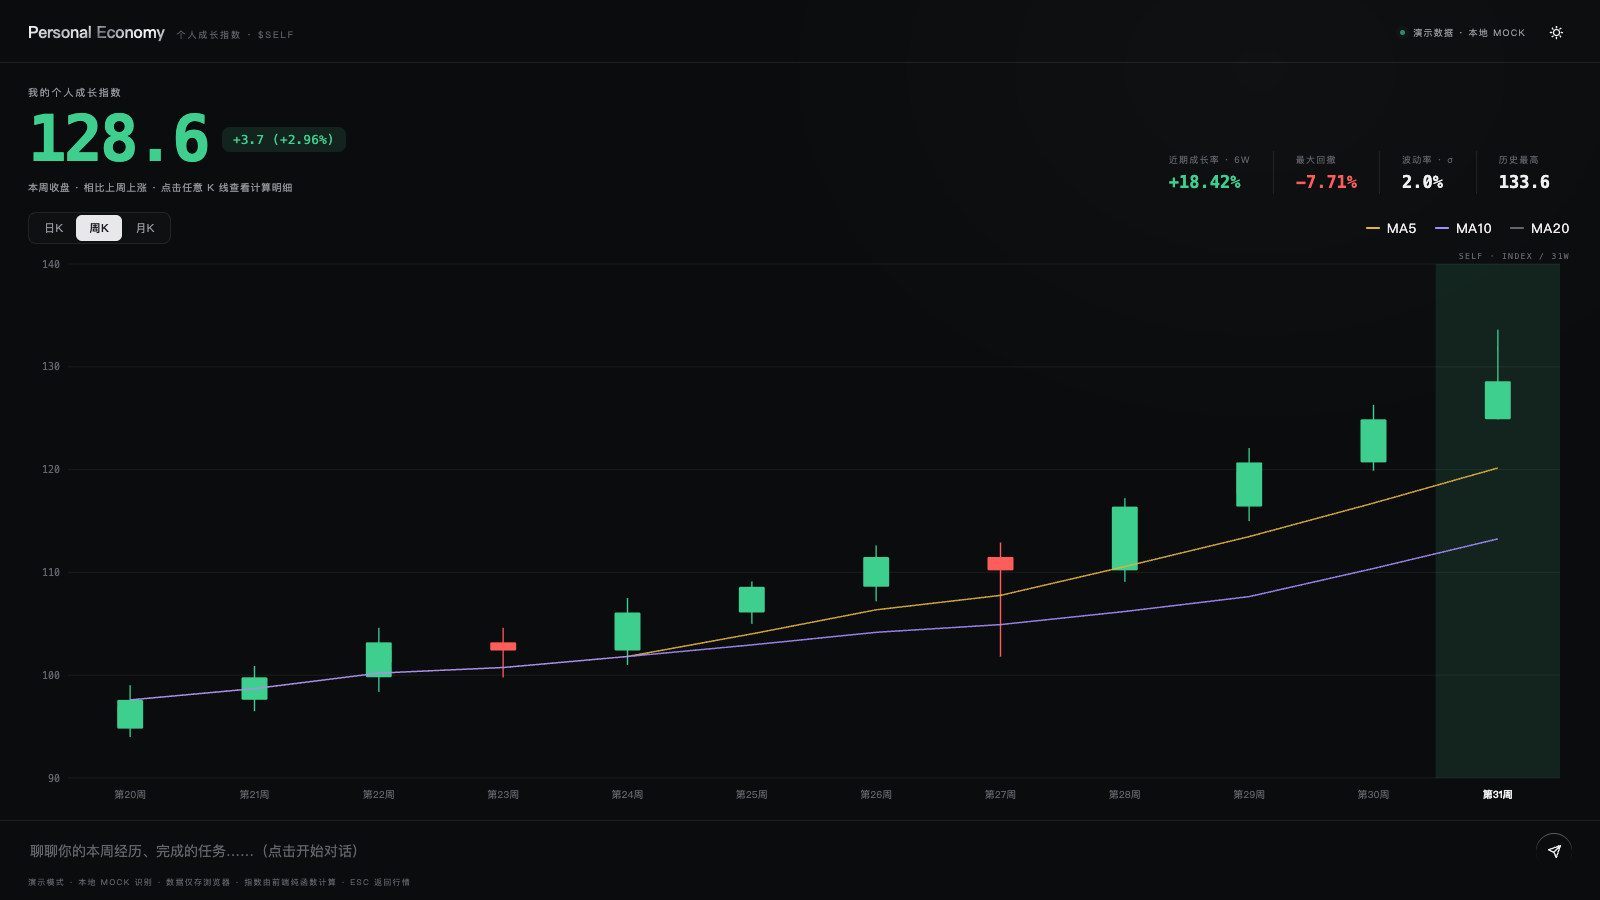 Personal Economy 个人成长指数 · $SELF
演示数据 · 本地 MOCK
我的个人成长指数
128.6 +3.7 (+2.96%)
本周收盘 · 相比上周上涨 · 点击任意 K 线查看计算明细
近期成长率 · 6W
+18.42%
最大回撤
−7.71%
波动率 · σ
2.0%
历史最高
133.6
日K 周K 月K
MA5 MA10 MA20
SELF · INDEX / 31W
140
130
120
110
100
90
第20周 第21周 第22周 第23周 第24周 第25周 第26周 第27周 第28周 第29周 第30周 第31周
聊聊你的本周经历、完成的任务……（点击开始对话）
演示模式 · 本地 MOCK 识别 · 数据仅存浏览器 · 指数由前端纯函数计算 · ESC 返回行情